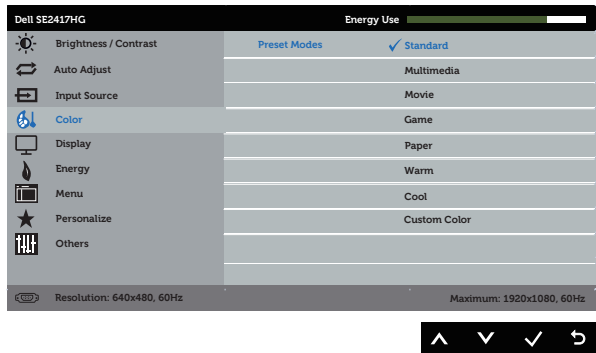 Dell SE2417HG Energy Use
Brightness / Contrast Preset Modes Standard
Auto Adjust Multimedia
Input Source Movie
Color Game
Display Paper
Energy Warm
Menu Cool
Personalize Custom Color
Others
Resolution: 640x480, 60Hz Maximum: 1920x1080, 60Hz